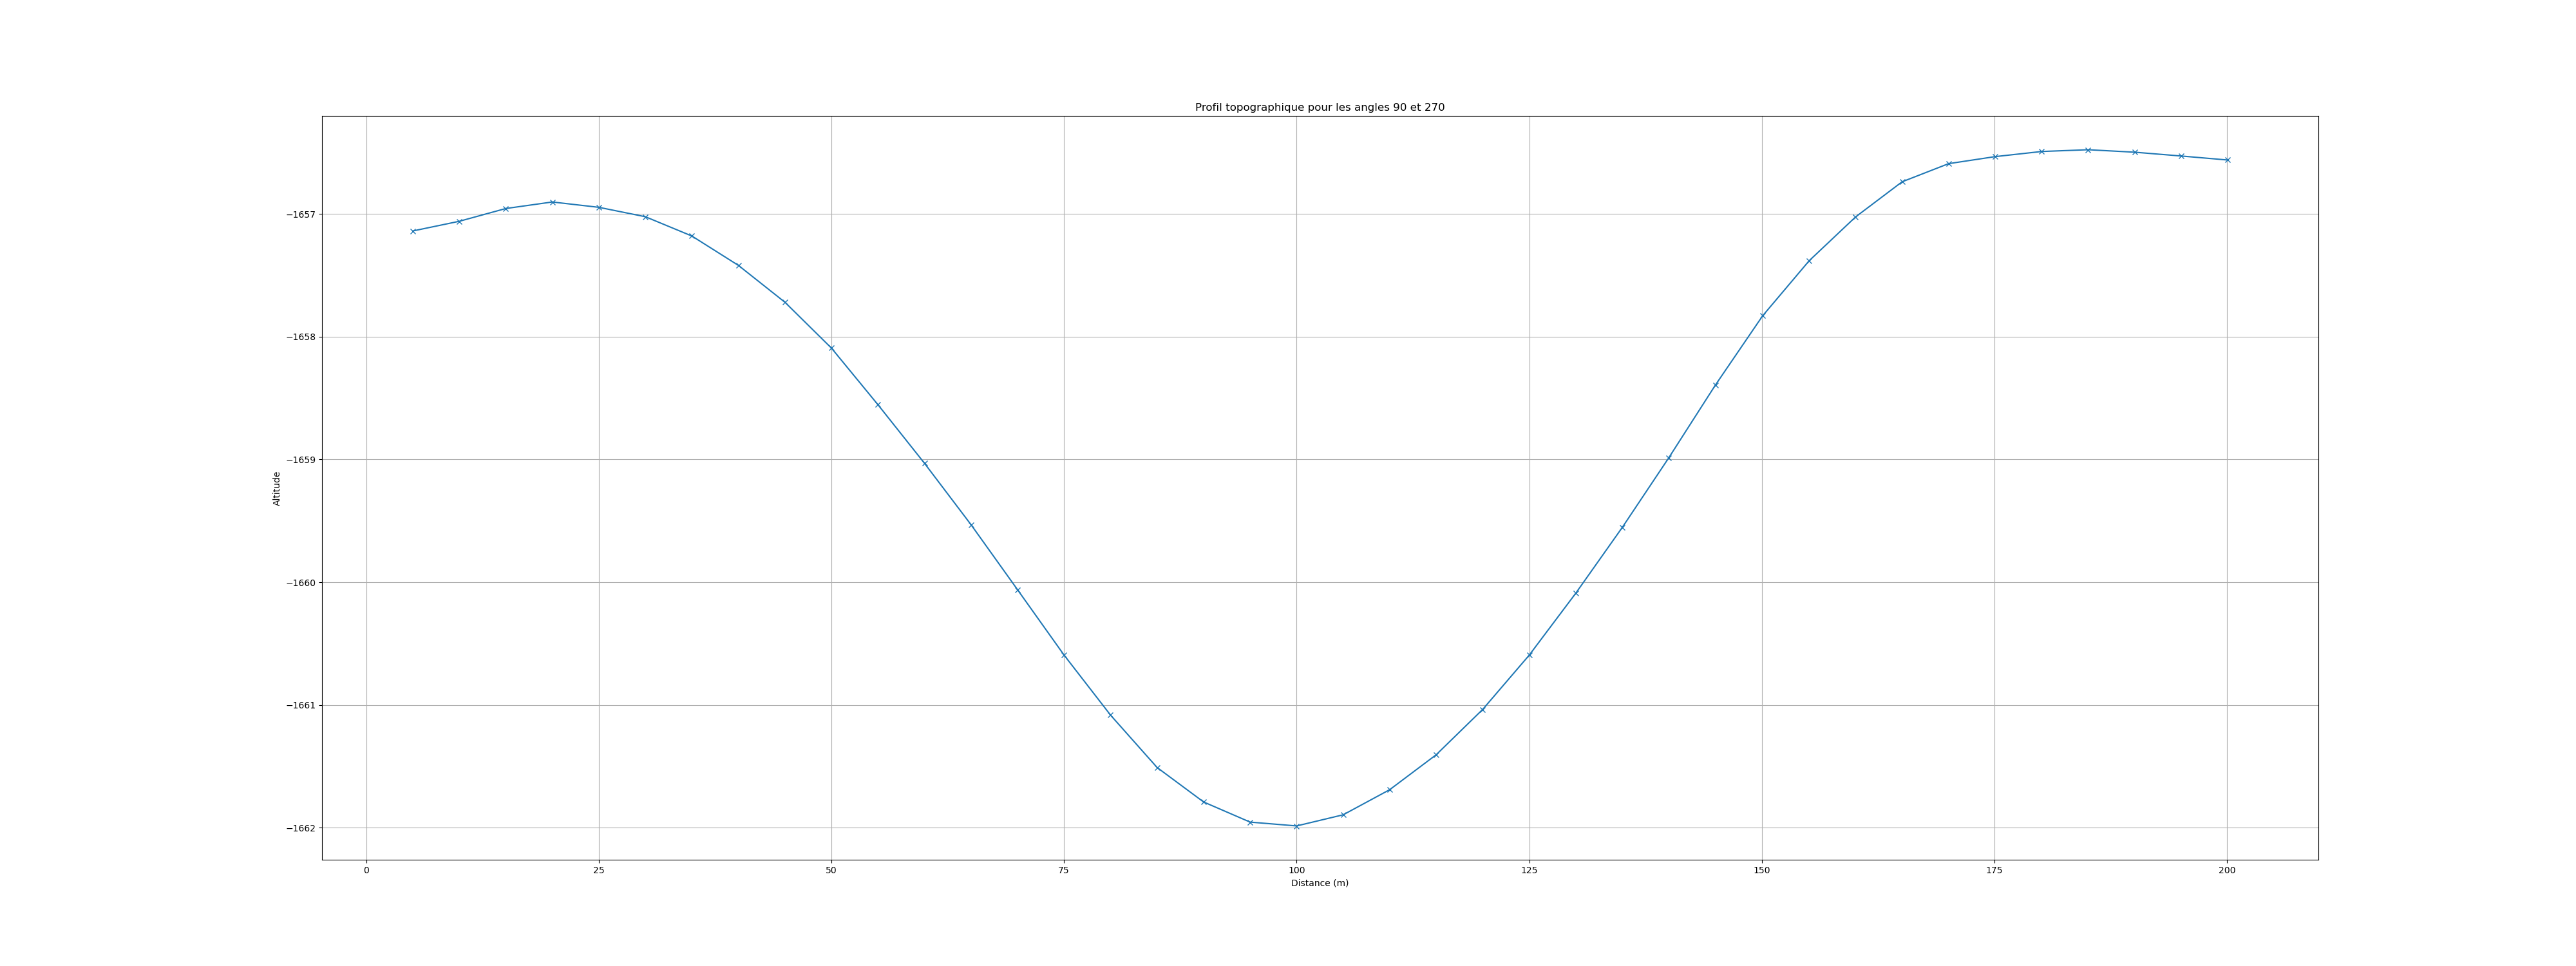 Profil topographique pour les angles 90 et 270
Altitude
−1657
−1658
−1659
−1660
−1661
−1662
0 25 50 75 100 125 150 175 200
Distance (m)